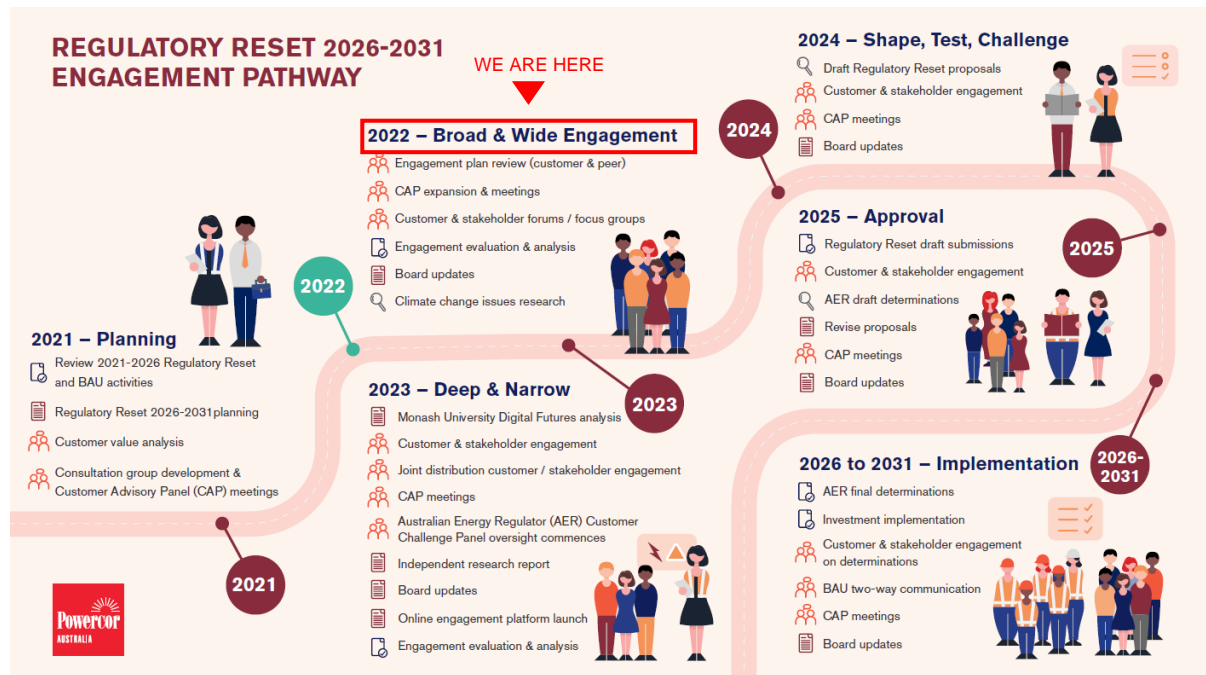 REGULATORY RESET 2026-2031
ENGAGEMENT PATHWAY
WE ARE HERE
2021 – Planning
Review 2021-2026 Regulatory Reset
and BAU activities
Regulatory Reset 2026-2031planning
Customer value analysis
Consultation group development &
Customer Advisory Panel (CAP) meetings
2021
2022
2022 – Broad & Wide Engagement
Engagement plan review (customer & peer)
CAP expansion & meetings
Customer & stakeholder forums / focus groups
Engagement evaluation & analysis
Board updates
Climate change issues research
2023 – Deep & Narrow
2023
Monash University Digital Futures analysis
Customer & stakeholder engagement
Joint distribution customer / stakeholder engagement
CAP meetings
Australian Energy Regulator (AER) Customer
Challenge Panel oversight commences
Independent research report
Board updates
Online engagement platform launch
Engagement evaluation & analysis
2024
2024 – Shape, Test, Challenge
Draft Regulatory Reset proposals
Customer & stakeholder engagement
CAP meetings
Board updates
2025 – Approval
2025
Regulatory Reset draft submissions
Customer & stakeholder engagement
AER draft determinations
Revise proposals
CAP meetings
Board updates
2026 to 2031 – Implementation
2026-
2031
AER final determinations
Investment implementation
Customer & stakeholder engagement
on determinations
BAU two-way communication
CAP meetings
Board updates
Powercor
AUSTRALIA